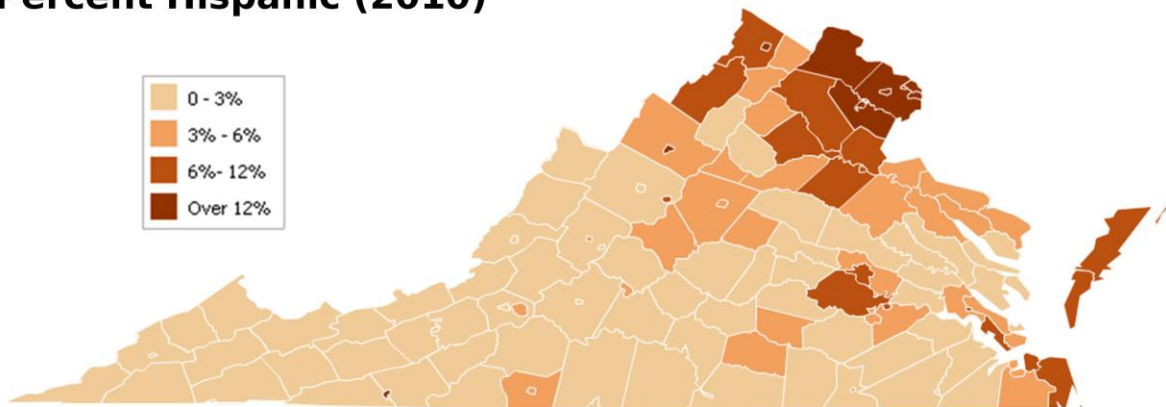 Percent Hispanic (2010)
0 - 3%
3% - 6%
6%- 12%
Over 12%